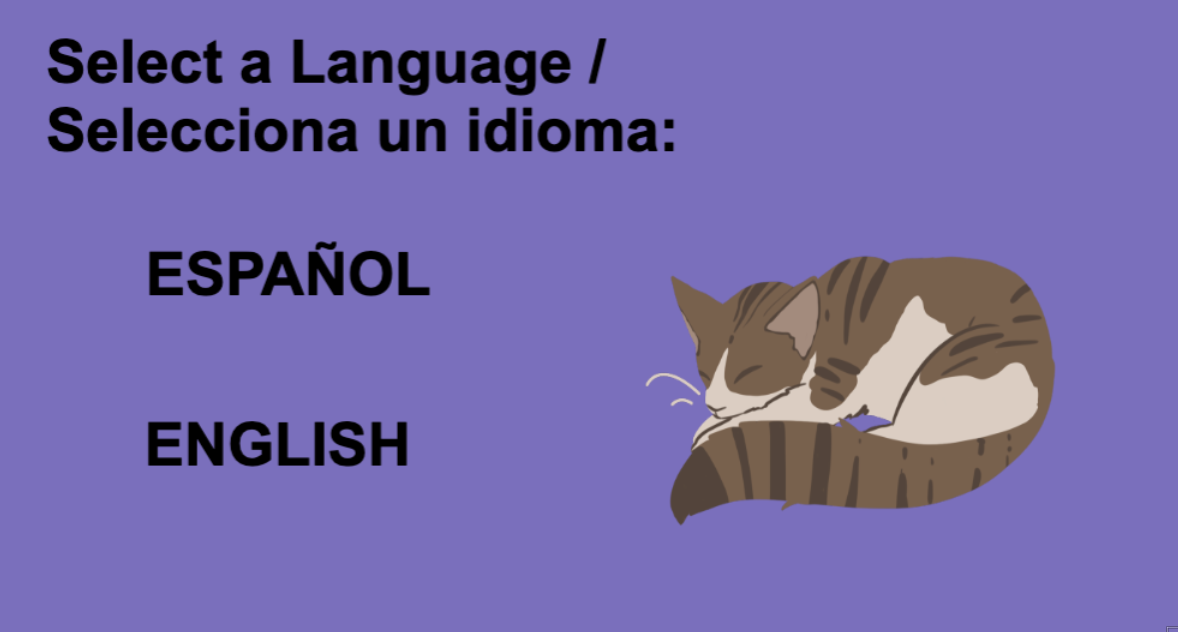 Select a Language /
Selecciona un idioma:
ESPAÑOL
ENGLISH